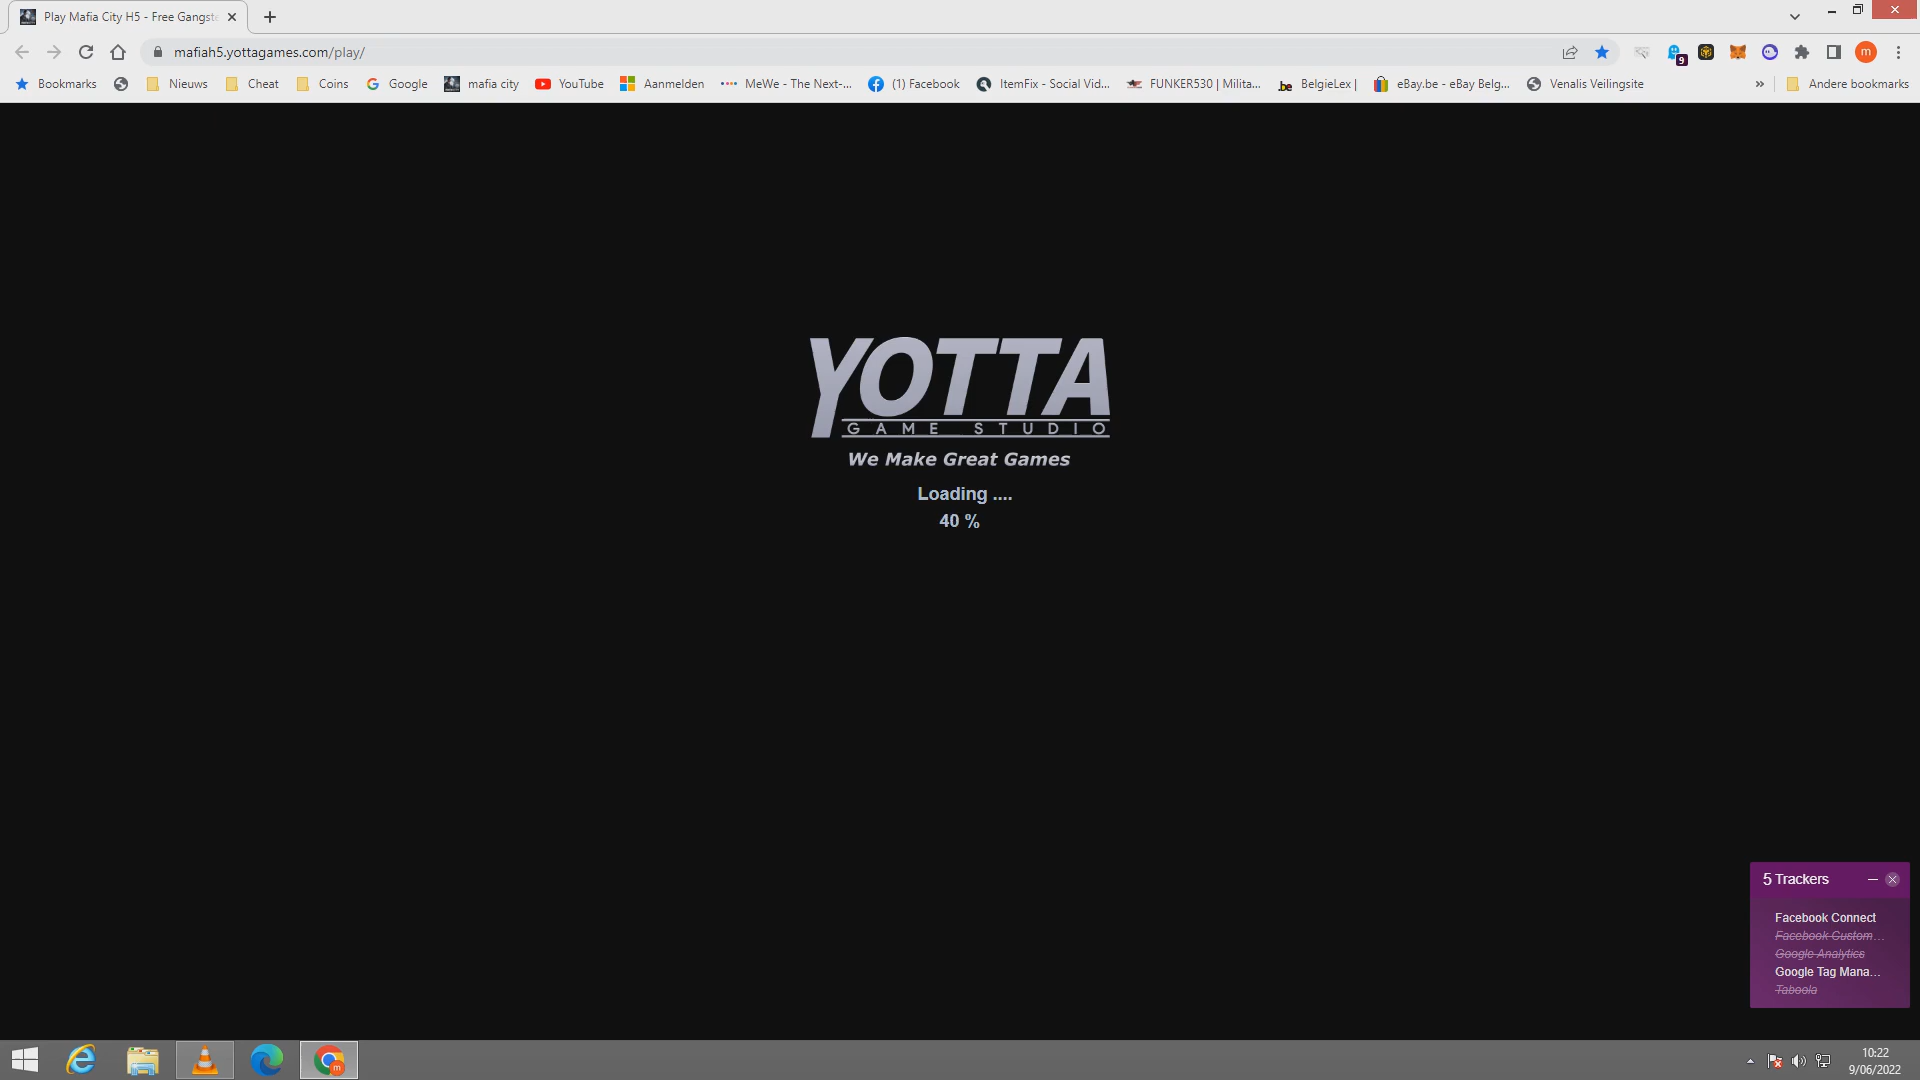 Play Mafia City H5 - Free Gangste
mafiah5.yottagames.com/play/
9
m
Bookmarks
Nieuws
Cheat
Coins
Google
mafia city
YouTube
Aanmelden
MeWe - The Next-...
(1) Facebook
ItemFix - Social Vid...
FUNKER530 | Milita...
.be
BelgieLex |
eBay.be - eBay Belg...
Venalis Veilingsite
»
Andere bookmarks
YOTTA
GAME STUDIO
We Make Great Games
Loading ....
40 %
5 Trackers
Facebook Connect
Facebook Custom...
Google Analytics
Google Tag Mana...
Taboola
m
10:22
9/06/2022